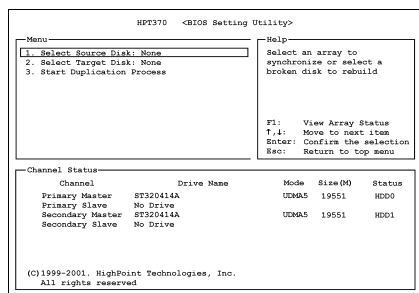 HPT370 <BIOS Setting Utility>
Menu
1. Select Source Disk: None
2. Select Target Disk: None
3. Start Duplication Process
Help
Select an array to
synchronize or select a
broken disk to rebuild
F1: View Array Status
↑,↓: Move to next item
Enter: Confirm the selection
Esc: Return to top menu
Channel Status
Channel Drive Name Mode Size(M) Status
Primary Master ST320414A UDMA5 19551 HDD0
Primary Slave No Drive
Secondary Master ST320414A UDMA5 19551 HDD1
Secondary Slave No Drive
(C)1999-2001. HighPoint Technologies, Inc.
All rights reserved